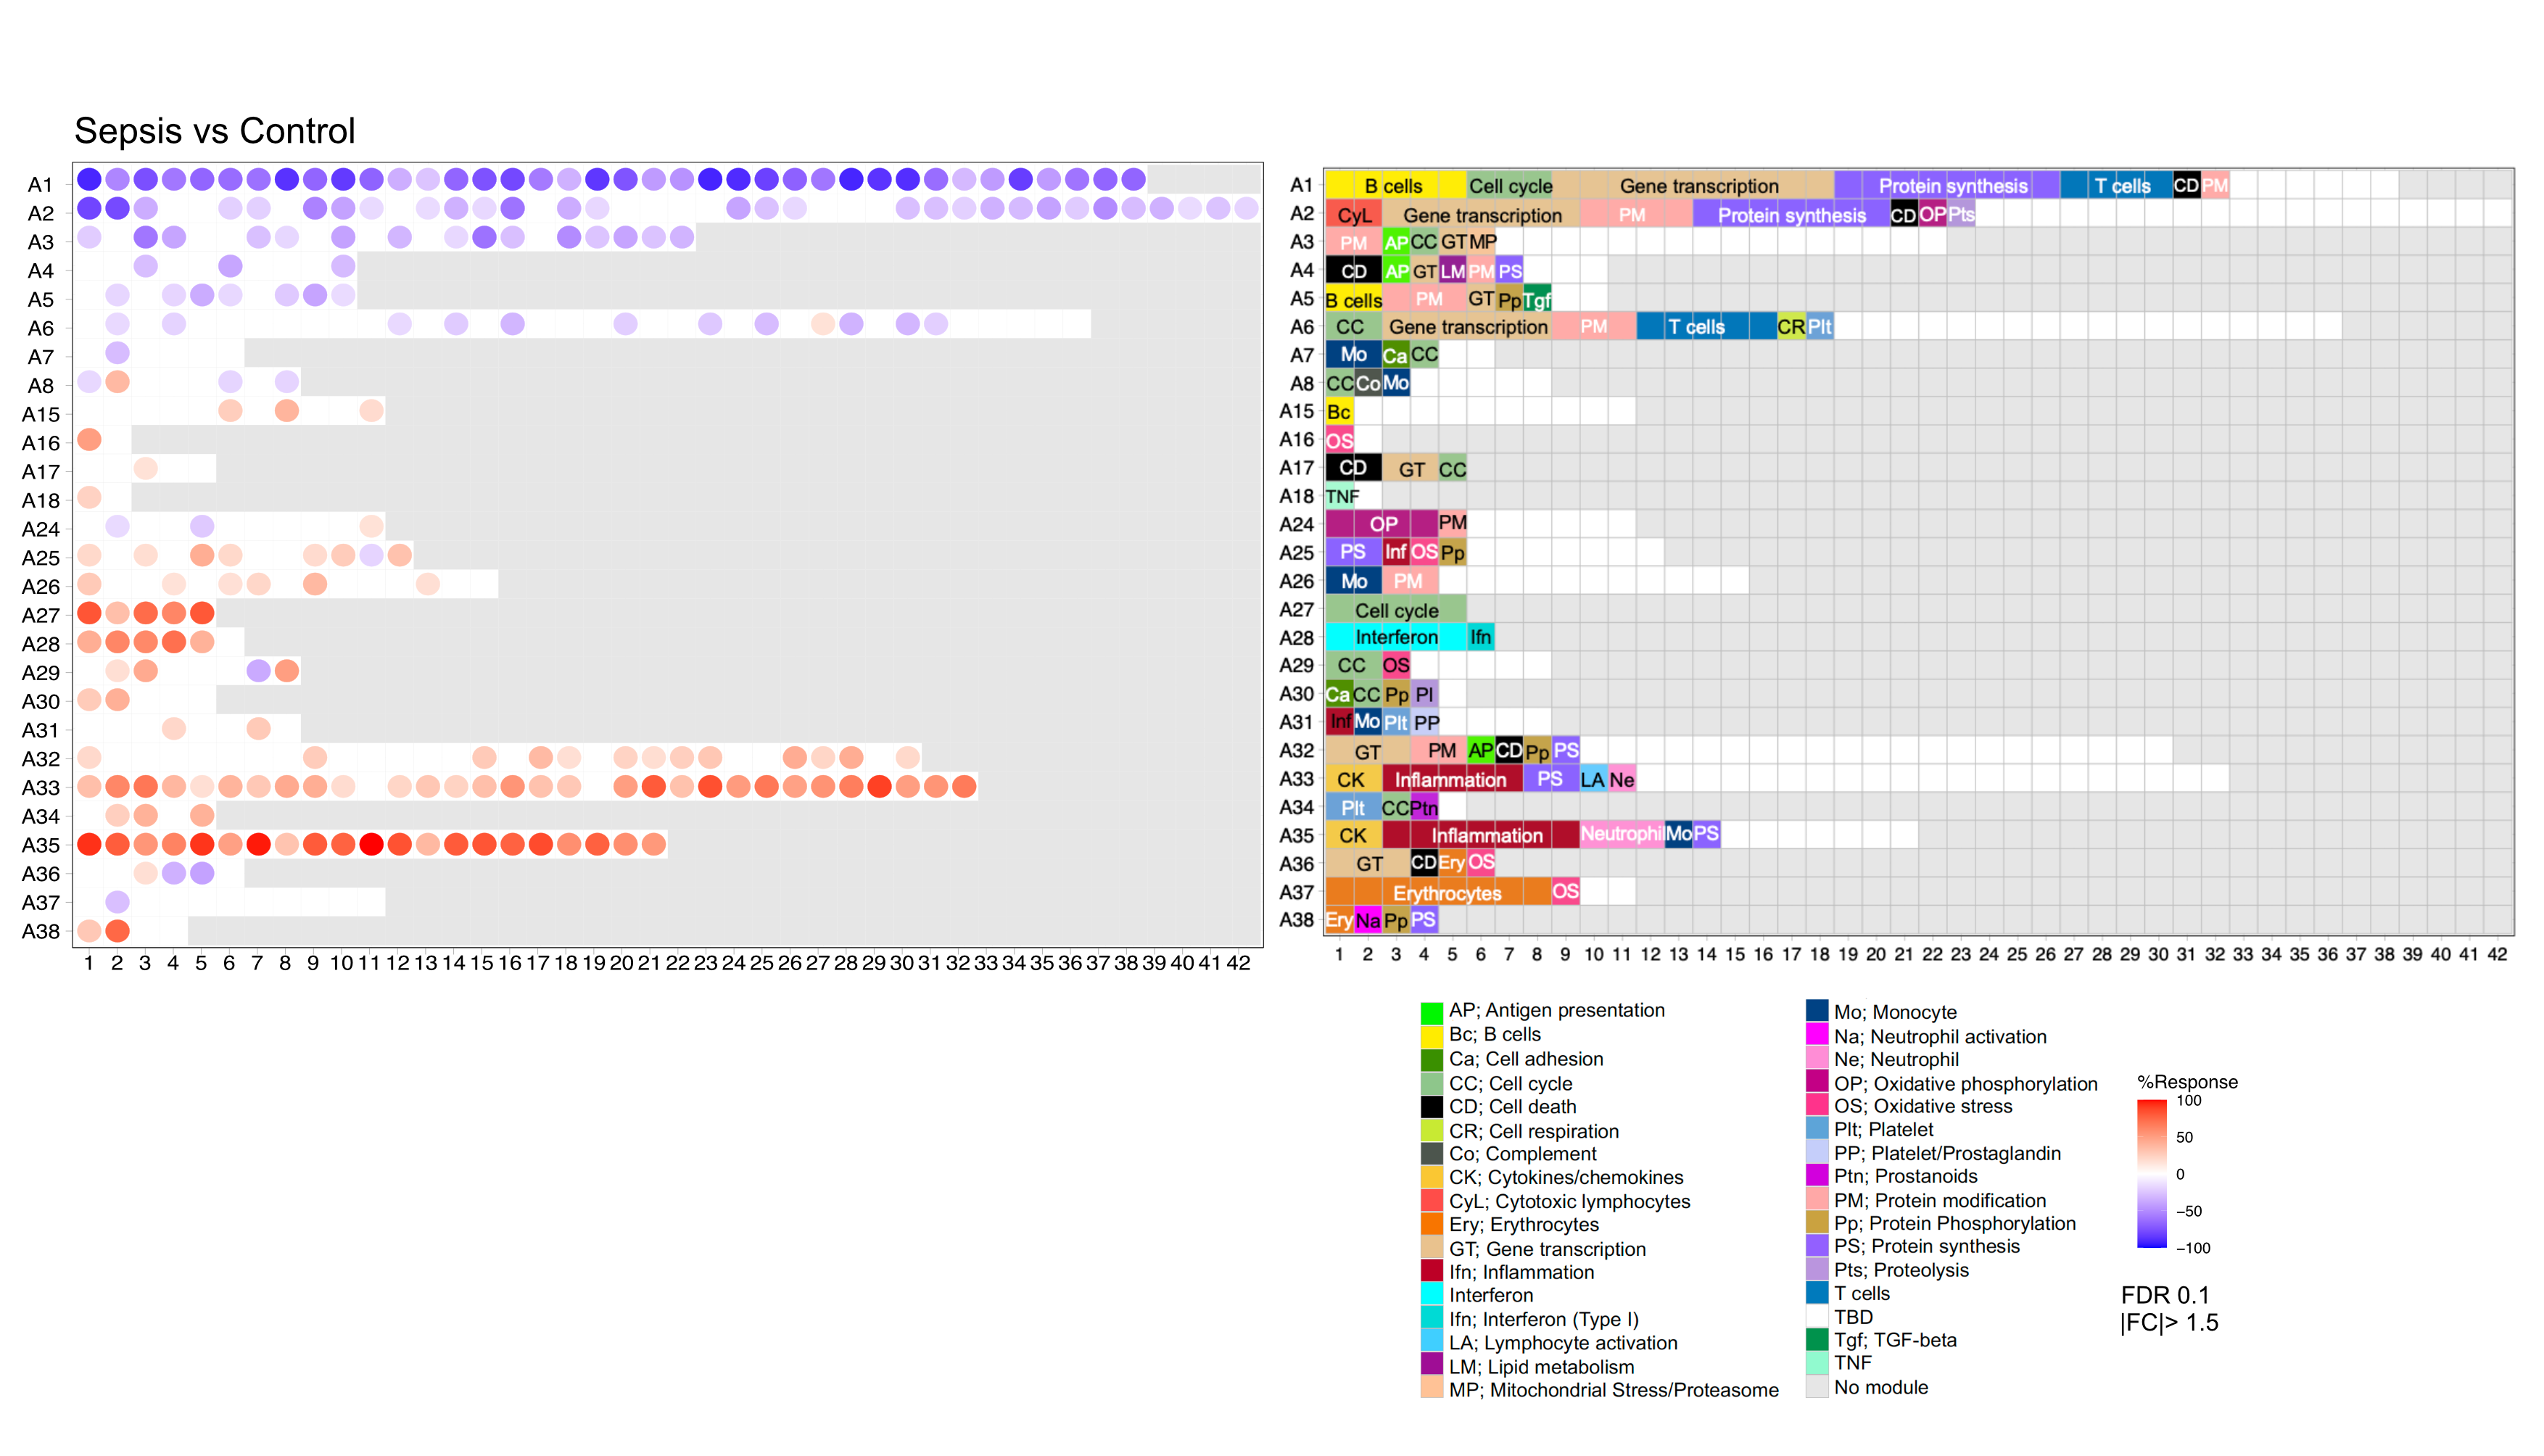 Sepsis vs Control
A1
A2
A3
A4
A5
A6
A7
A8
A15
A16
A17
A18
A24
A25
A26
A27
A28
A29
A30
A31
A32
A33
A34
A35
A36
A37
A38
1 2 3 4 5 6 7 8 9 10 11 12 13 14 15 16 17 18 19 20 21 22 23 24 25 26 27 28 29 30 31 32 33 34 35 36 37 38 39 40 41 42
A1 B cells Cell cycle Gene transcription Protein synthesis T cells CD PM
A2 CyL Gene transcription PM Protein synthesis CD OP Pts
A3 PM AP CC GT MP
A4 CD AP GT LM PM PS
A5 B cells PM GT Pp Tgf
A6 CC Gene transcription PM T cells CR Plt
A7 Mo Ca CC
A8 CC Co Mo
A15 Bc
A16 OS
A17 CD GT CC
A18 TNF
A24 OP PM
A25 PS Inf OS Pp
A26 Mo PM
A27 Cell cycle
A28 Interferon Ifn
A29 CC OS
A30 Ca CC Pp Pl
A31 Inf Mo Plt PP
A32 GT PM AP CD Pp PS
A33 CK Inflammation PS LA Ne
A34 Plt CC Ptn
A35 CK Inflammation Neutrophil Mo PS
A36 GT CD Ery OS
A37 Erythrocytes OS
A38 Ery Na Pp PS
1 2 3 4 5 6 7 8 9 10 11 12 13 14 15 16 17 18 19 20 21 22 23 24 25 26 27 28 29 30 31 32 33 34 35 36 37 38 39 40 41 42
AP; Antigen presentation
Bc; B cells
Ca; Cell adhesion
CC; Cell cycle
CD; Cell death
CR; Cell respiration
Co; Complement
CK; Cytokines/chemokines
CyL; Cytotoxic lymphocytes
Ery; Erythrocytes
GT; Gene transcription
Ifn; Inflammation
Interferon
Ifn; Interferon (Type I)
LA; Lymphocyte activation
LM; Lipid metabolism
MP; Mitochondrial Stress/Proteasome
Mo; Monocyte
Na; Neutrophil activation
Ne; Neutrophil
OP; Oxidative phosphorylation
OS; Oxidative stress
Plt; Platelet
PP; Platelet/Prostaglandin
Ptn; Prostanoids
PM; Protein modification
Pp; Protein Phosphorylation
PS; Protein synthesis
Pts; Proteolysis
T cells
TBD
Tgf; TGF-beta
TNF
No module
%Response
100
50
0
−50
−100
FDR 0.1
|FC|> 1.5